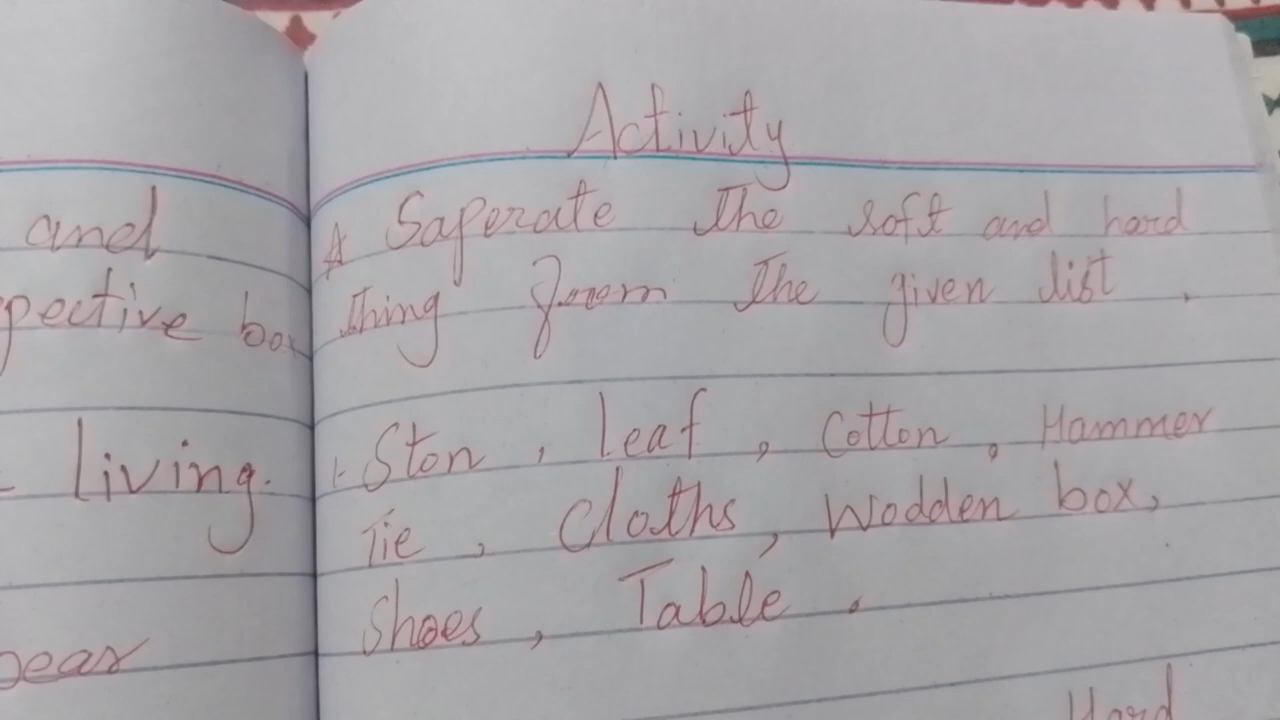 and
pective box
living.
bear
Activity
A Saperate The soft and hard
Thing from The given list .
1- Ston , leaf , Cotton , Hammer
Tie , Cloths , Wodden box,
Shoes , Table .
Hard